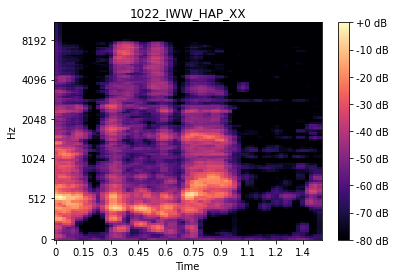 1022_IWW_HAP_XX
8192
4096
2048
1024
512
0
Hz
0 0.15 0.3 0.45 0.6 0.75 0.9 1.1 1.2 1.4
Time
+0 dB
-10 dB
-20 dB
-30 dB
-40 dB
-50 dB
-60 dB
-70 dB
-80 dB